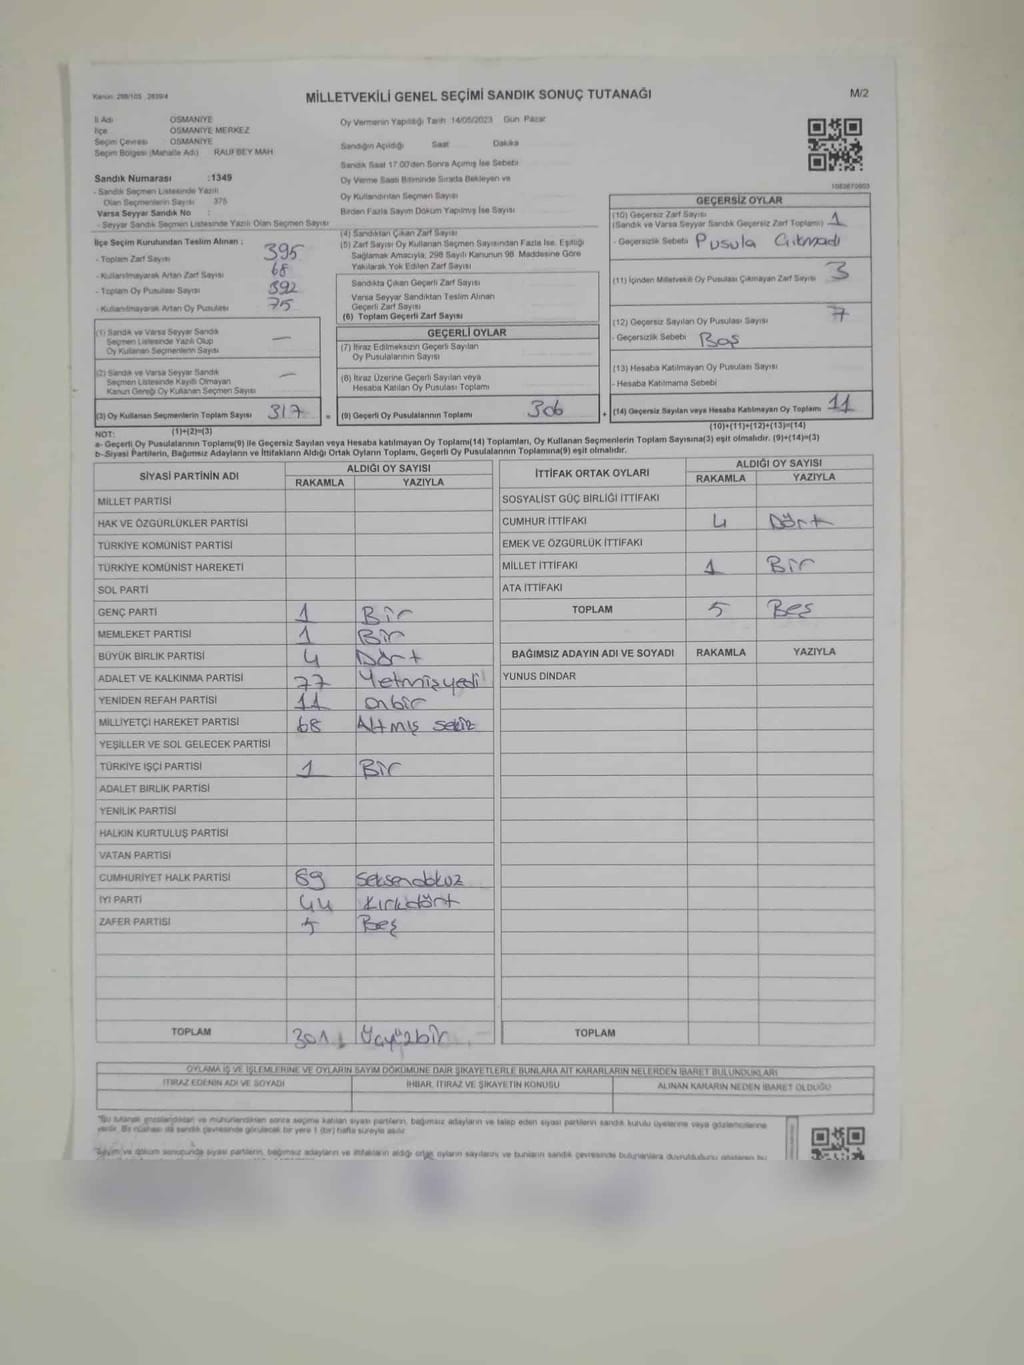 Kanun: 298/105 2839/4
MİLLETVEKİLİ GENEL SEÇİMİ SANDIK SONUÇ TUTANAĞI
M/2
İl Adı OSMANİYE
İlçe OSMANİYE MERKEZ
Seçim Çevresi OSMANİYE
Seçim Bölgesi (Mahalle Adı) RAUFBEY MAH
Sandık Numarası :1349
- Sandık Seçmen Listesinde Yazılı
Olan Seçmenlerin Sayısı 375
Varsa Seyyar Sandık No :
- Seyyar Sandık Seçmen Listesinde Yazılı Olan Seçmen Sayısı
Oy Vermenin Yapıldığı Tarih 14/05/2023 Gün Pazar
Sandığın Açıldığı Saat Dakika
Sandık Saat 17.00'den Sonra Açılmış İse Sebebi
Oy Verme Saati Bitiminde Sırada Bekleyen ve
Oy Kullandırılan Seçmen Sayısı
Birden Fazla Sayım Döküm Yapılmış İse Sayısı
İlçe Seçim Kurulundan Teslim Alınan :
- Toplam Zarf Sayısı 395
- Kullanılmayarak Artan Zarf Sayısı 68
- Toplam Oy Pusulası Sayısı 392
- Kullanılmayarak Artan Oy Pusulası 75
(1) Sandık ve Varsa Seyyar Sandık
Seçmen Listesinde Yazılı Olup
Oy Kullanan Seçmenlerin Sayısı —
(2) Sandık ve Varsa Seyyar Sandık
Seçmen Listesinde Kayıtlı Olmayan
Kanun Gereği Oy Kullanan Seçmen Sayısı —
(3) Oy Kullanan Seçmenlerin Toplam Sayısı 317
(1)+(2)=(3)
(4) Sandıktan Çıkan Zarf Sayısı
(5) Zarf Sayısı Oy Kullanan Seçmen Sayısından Fazla İse, Eşitliği
Sağlamak Amacıyla; 298 Sayılı Kanunun 98. Maddesine Göre
Yakılarak Yok Edilen Zarf Sayısı
Sandıkta Çıkan Geçerli Zarf Sayısı
Varsa Seyyar Sandıktan Teslim Alınan
Geçerli Zarf Sayısı
(6) Toplam Geçerli Zarf Sayısı
GEÇERLİ OYLAR
(7) İtiraz Edilmeksizin Geçerli Sayılan
Oy Pusulalarının Sayısı
(8) İtiraz Üzerine Geçerli Sayılan veya
Hesaba Katılan Oy Pusulası Toplamı
= (9) Geçerli Oy Pusulalarının Toplamı 306
GEÇERSİZ OYLAR
(10) Geçersiz Zarf Sayısı
(Sandık ve Varsa Seyyar Sandık Geçersiz Zarf Toplamı) 1
- Geçersizlik Sebebi Pusula Çıkmadı
(11) İçinden Milletvekili Oy Pusulası Çıkmayan Zarf Sayısı 3
(12) Geçersiz Sayılan Oy Pusulası Sayısı 7
- Geçersizlik Sebebi Boş
(13) Hesaba Katılmayan Oy Pusulası Sayısı
- Hesaba Katılmama Sebebi
+ (14) Geçersiz Sayılan veya Hesaba Katılmayan Oy Toplamı 11
(10)+(11)+(12)+(13)=(14)
NOT:
a- Geçerli Oy Pusulalarının Toplamı(9) ile Geçersiz Sayılan veya Hesaba katılmayan Oy Toplamı(14) Toplamları, Oy Kullanan Seçmenlerin Toplam Sayısına(3) eşit olmalıdır. (9)+(14)=(3)
b- Siyasi Partilerin, Bağımsız Adayların ve İttifakların Aldığı Ortak Oyların Toplamı, Geçerli Oy Pusulalarının Toplamına(9) eşit olmalıdır.
SİYASİ PARTİNİN ADI ALDIĞI OY SAYISI
RAKAMLA YAZIYLA
MİLLET PARTİSİ
HAK VE ÖZGÜRLÜKLER PARTİSİ
TÜRKİYE KOMÜNİST PARTİSİ
TÜRKİYE KOMÜNİST HAREKETİ
SOL PARTİ
GENÇ PARTİ 1 Bir
MEMLEKET PARTİSİ 1 Bir
BÜYÜK BİRLİK PARTİSİ 4 Dört
ADALET VE KALKINMA PARTİSİ 77 Yetmişyedi
YENİDEN REFAH PARTİSİ 11 onbir
MİLLİYETÇİ HAREKET PARTİSİ 68 Altmış sekiz
YEŞİLLER VE SOL GELECEK PARTİSİ
TÜRKİYE İŞÇİ PARTİSİ 1 Bir
ADALET BİRLİK PARTİSİ
YENİLİK PARTİSİ
HALKIN KURTULUŞ PARTİSİ
VATAN PARTİSİ
CUMHURİYET HALK PARTİSİ 89 Seksendokuz
İYİ PARTİ 44 Kırkdört
ZAFER PARTİSİ 5 Beş
TOPLAM 301 Üçyüzbir
İTTİFAK ORTAK OYLARI ALDIĞI OY SAYISI
RAKAMLA YAZIYLA
SOSYALİST GÜÇ BİRLİĞİ İTTİFAKI
CUMHUR İTTİFAKI 4 Dört
EMEK VE ÖZGÜRLÜK İTTİFAKI
MİLLET İTTİFAKI 1 Bir
ATA İTTİFAKI
TOPLAM 5 Beş
BAĞIMSIZ ADAYIN ADI VE SOYADI RAKAMLA YAZIYLA
YUNUS DİNDAR
TOPLAM
OYLAMA İŞ VE İŞLEMLERİNE VE OYLARIN SAYIM DÖKÜMÜNE DAİR ŞİKAYETLERLE BUNLARA AİT KARARLARIN NELERDEN İBARET BULUNDUKLARI
İTİRAZ EDENİN ADI VE SOYADI İHBAR, İTİRAZ VE ŞİKAYETİN KONUSU ALINAN KARARIN NEDEN İBARET OLDUĞU